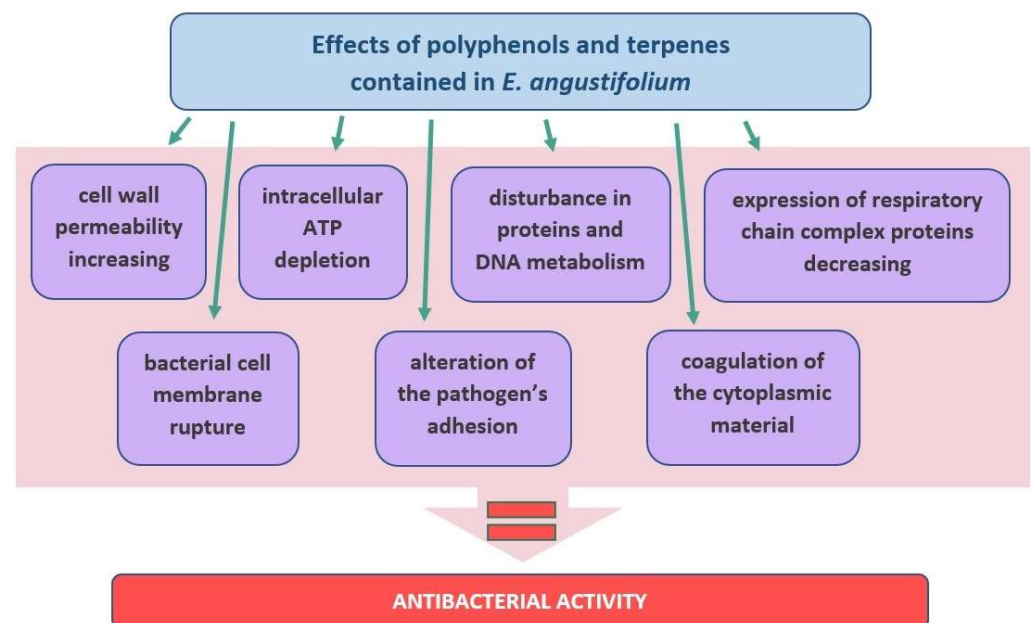 Effects of polyphenols and terpenes
contained in E. angustifolium
cell wall
permeability
increasing
intracellular
ATP
depletion
disturbance in
proteins and
DNA metabolism
expression of respiratory
chain complex proteins
decreasing
bacterial cell
membrane
rupture
alteration of
the pathogen's
adhesion
coagulation of
the cytoplasmic
material
ANTIBACTERIAL ACTIVITY